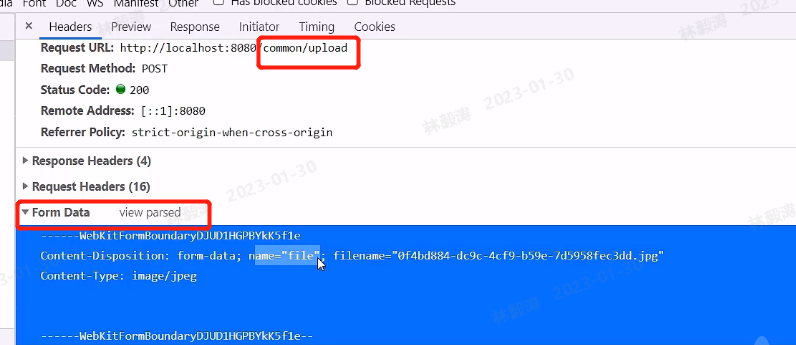 edia Font Doc WS Wasm Manifest Other Has blocked cookies Blocked Requests
× Headers Preview Response Initiator Timing Cookies
Request URL: http://localhost:8080/common/upload
Request Method: POST
Status Code: 200
Remote Address: [::1]:8080
Referrer Policy: strict-origin-when-cross-origin
Response Headers (4)
Request Headers (16)
Form Data view parsed
------WebKitFormBoundaryDJUD1HGPBYkK5f1e
Content-Disposition: form-data; name="file"; filename="0f4bd884-dc9c-4cf9-b59e-7d5958fec3dd.jpg"
Content-Type: image/jpeg
------WebKitFormBoundaryDJUD1HGPBYkK5f1e--
林毅涛 2023-01-30